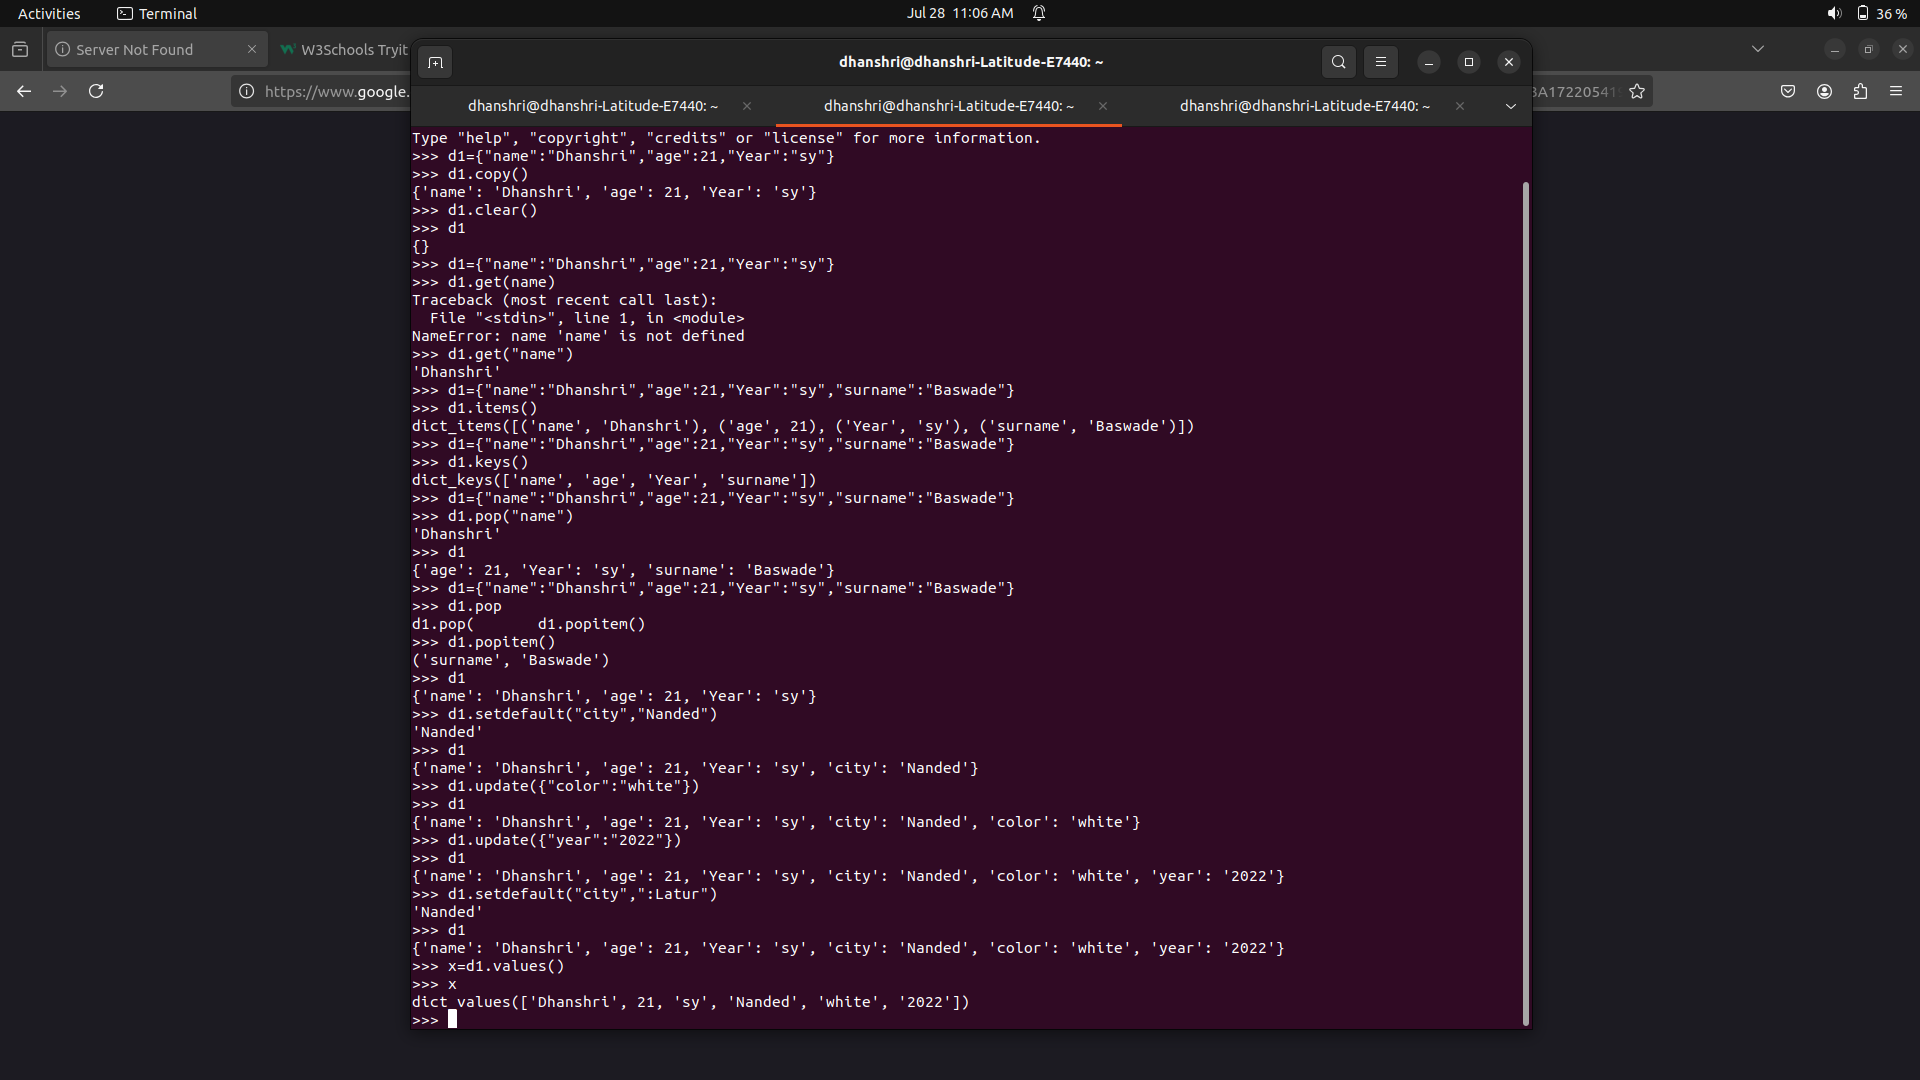 Activities Terminal Jul 28 11:06 AM 36 %
Server Not Found W3Schools Tryit
dhanshri@dhanshri-Latitude-E7440: ~
https://www.google.
dhanshri@dhanshri-Latitude-E7440: ~ dhanshri@dhanshri-Latitude-E7440: ~ dhanshri@dhanshri-Latitude-E7440: ~
Type "help", "copyright", "credits" or "license" for more information.
>>> d1={"name":"Dhanshri","age":21,"Year":"sy"}
>>> d1.copy()
{'name': 'Dhanshri', 'age': 21, 'Year': 'sy'}
>>> d1.clear()
>>> d1
{}
>>> d1={"name":"Dhanshri","age":21,"Year":"sy"}
>>> d1.get(name)
Traceback (most recent call last):
  File "<stdin>", line 1, in <module>
NameError: name 'name' is not defined
>>> d1.get("name")
'Dhanshri'
>>> d1={"name":"Dhanshri","age":21,"Year":"sy","surname":"Baswade"}
>>> d1.items()
dict_items([('name', 'Dhanshri'), ('age', 21), ('Year', 'sy'), ('surname', 'Baswade')])
>>> d1={"name":"Dhanshri","age":21,"Year":"sy","surname":"Baswade"}
>>> d1.keys()
dict_keys(['name', 'age', 'Year', 'surname'])
>>> d1={"name":"Dhanshri","age":21,"Year":"sy","surname":"Baswade"}
>>> d1.pop("name")
'Dhanshri'
>>> d1
{'age': 21, 'Year': 'sy', 'surname': 'Baswade'}
>>> d1={"name":"Dhanshri","age":21,"Year":"sy","surname":"Baswade"}
>>> d1.pop
d1.pop(       d1.popitem()
>>> d1.popitem()
('surname', 'Baswade')
>>> d1
{'name': 'Dhanshri', 'age': 21, 'Year': 'sy'}
>>> d1.setdefault("city","Nanded")
'Nanded'
>>> d1
{'name': 'Dhanshri', 'age': 21, 'Year': 'sy', 'city': 'Nanded'}
>>> d1.update({"color":"white"})
>>> d1
{'name': 'Dhanshri', 'age': 21, 'Year': 'sy', 'city': 'Nanded', 'color': 'white'}
>>> d1.update({"year":"2022"})
>>> d1
{'name': 'Dhanshri', 'age': 21, 'Year': 'sy', 'city': 'Nanded', 'color': 'white', 'year': '2022'}
>>> d1.setdefault("city",":Latur")
'Nanded'
>>> d1
{'name': 'Dhanshri', 'age': 21, 'Year': 'sy', 'city': 'Nanded', 'color': 'white', 'year': '2022'}
>>> x=d1.values()
>>> x
dict_values(['Dhanshri', 21, 'sy', 'Nanded', 'white', '2022'])
>>>